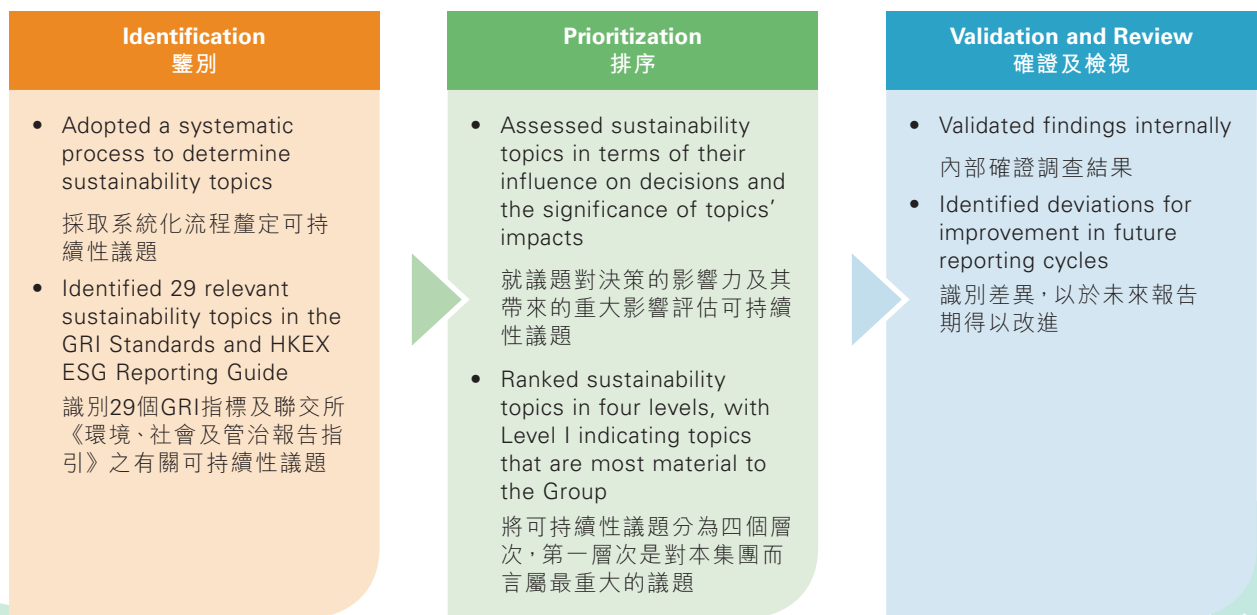 Identification
鑒別
• Adopted a systematic
process to determine
sustainability topics
採取系統化流程釐定可持
續性議題
• Identified 29 relevant
sustainability topics in the
GRI Standards and HKEX
ESG Reporting Guide
識別29個GRI指標及聯交所
《環境、社會及管治報告指
引》之有關可持續性議題
Prioritization
排序
• Assessed sustainability
topics in terms of their
influence on decisions and
the significance of topics’
impacts
就議題對決策的影響力及其
帶來的重大影響評估可持續
性議題
• Ranked sustainability
topics in four levels, with
Level I indicating topics
that are most material to
the Group
將可持續性議題分為四個層
次，第一層次是對本集團而
言屬最重大的議題
Validation and Review
確證及檢視
• Validated findings internally
內部確證調查結果
• Identified deviations for
improvement in future
reporting cycles
識別差異，以於未來報告
期得以改進